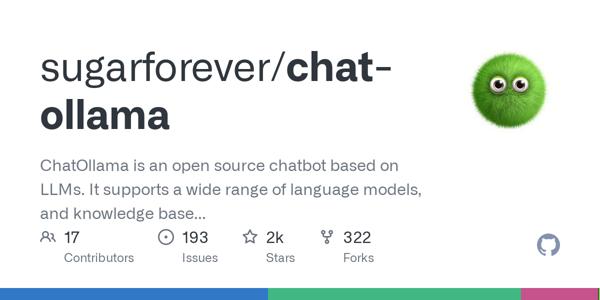 sugarforever/chat-
ollama
ChatOllama is an open source chatbot based on
LLMs. It supports a wide range of language models,
and knowledge base...
17 193 2k 322
Contributors Issues Stars Forks